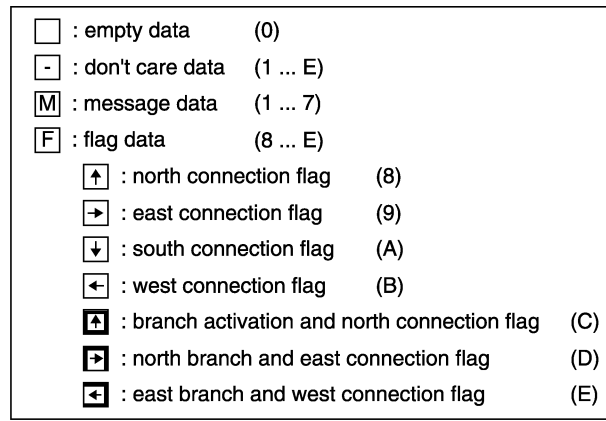 : empty data (0)
- : don't care data (1 ... E)
M : message data (1 ... 7)
F : flag data (8 ... E)
↑ : north connection flag (8)
→ : east connection flag (9)
↓ : south connection flag (A)
← : west connection flag (B)
↑ : branch activation and north connection flag (C)
→ : north branch and east connection flag (D)
← : east branch and west connection flag (E)